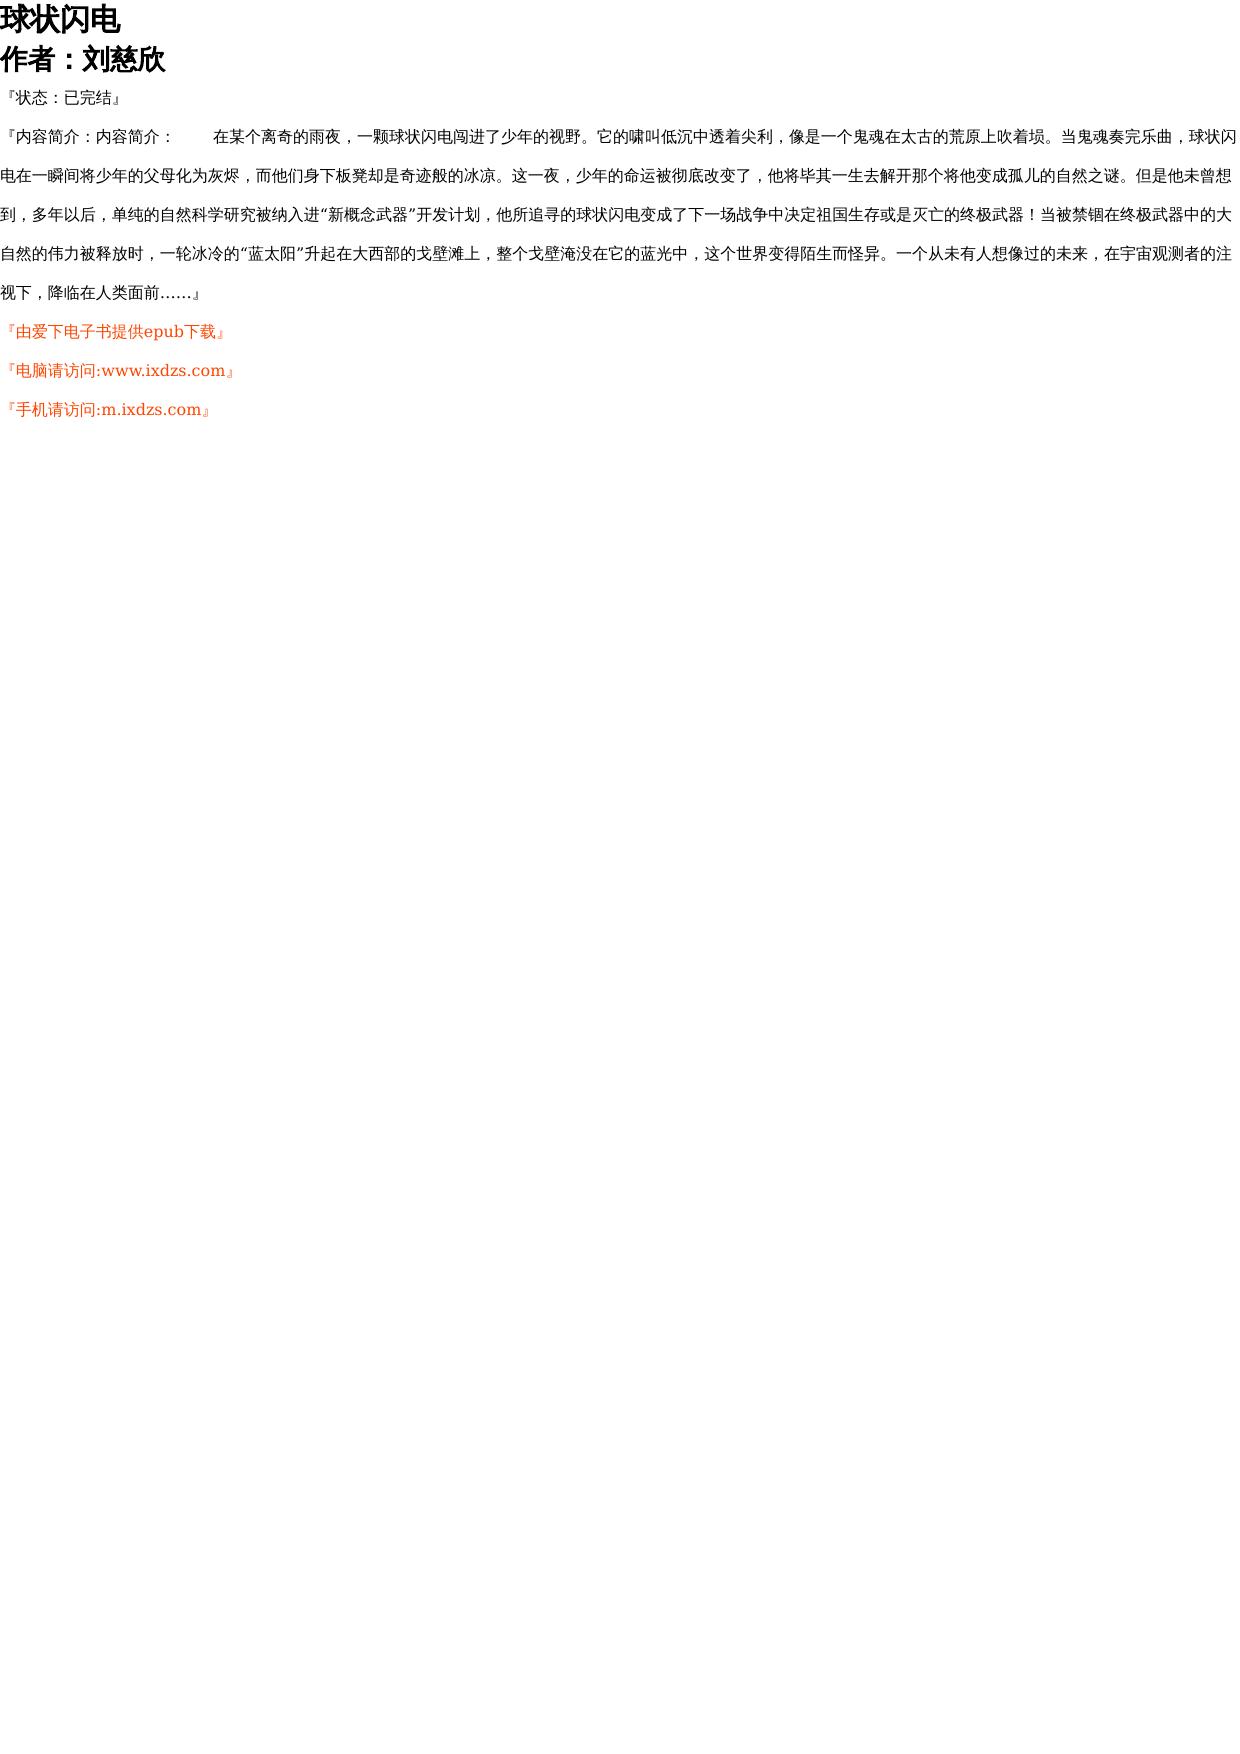 球状闪电
作者：刘慈欣
『状态：已完结』
『内容简介：内容简介：　　在某个离奇的雨夜，一颗球状闪电闯进了少年的视野。它的啸叫低沉中透着尖利，像是一个鬼魂在太古的荒原上吹着埙。当鬼魂奏完乐曲，球状闪
电在一瞬间将少年的父母化为灰烬，而他们身下板凳却是奇迹般的冰凉。这一夜，少年的命运被彻底改变了，他将毕其一生去解开那个将他变成孤儿的自然之谜。但是他未曾想
到，多年以后，单纯的自然科学研究被纳入进“新概念武器”开发计划，他所追寻的球状闪电变成了下一场战争中决定祖国生存或是灭亡的终极武器！当被禁锢在终极武器中的大
自然的伟力被释放时，一轮冰冷的“蓝太阳”升起在大西部的戈壁滩上，整个戈壁淹没在它的蓝光中，这个世界变得陌生而怪异。一个从未有人想像过的未来，在宇宙观测者的注
视下，降临在人类面前……』
『由爱下电子书提供epub下载』
『电脑请访问:www.ixdzs.com』
『手机请访问:m.ixdzs.com』